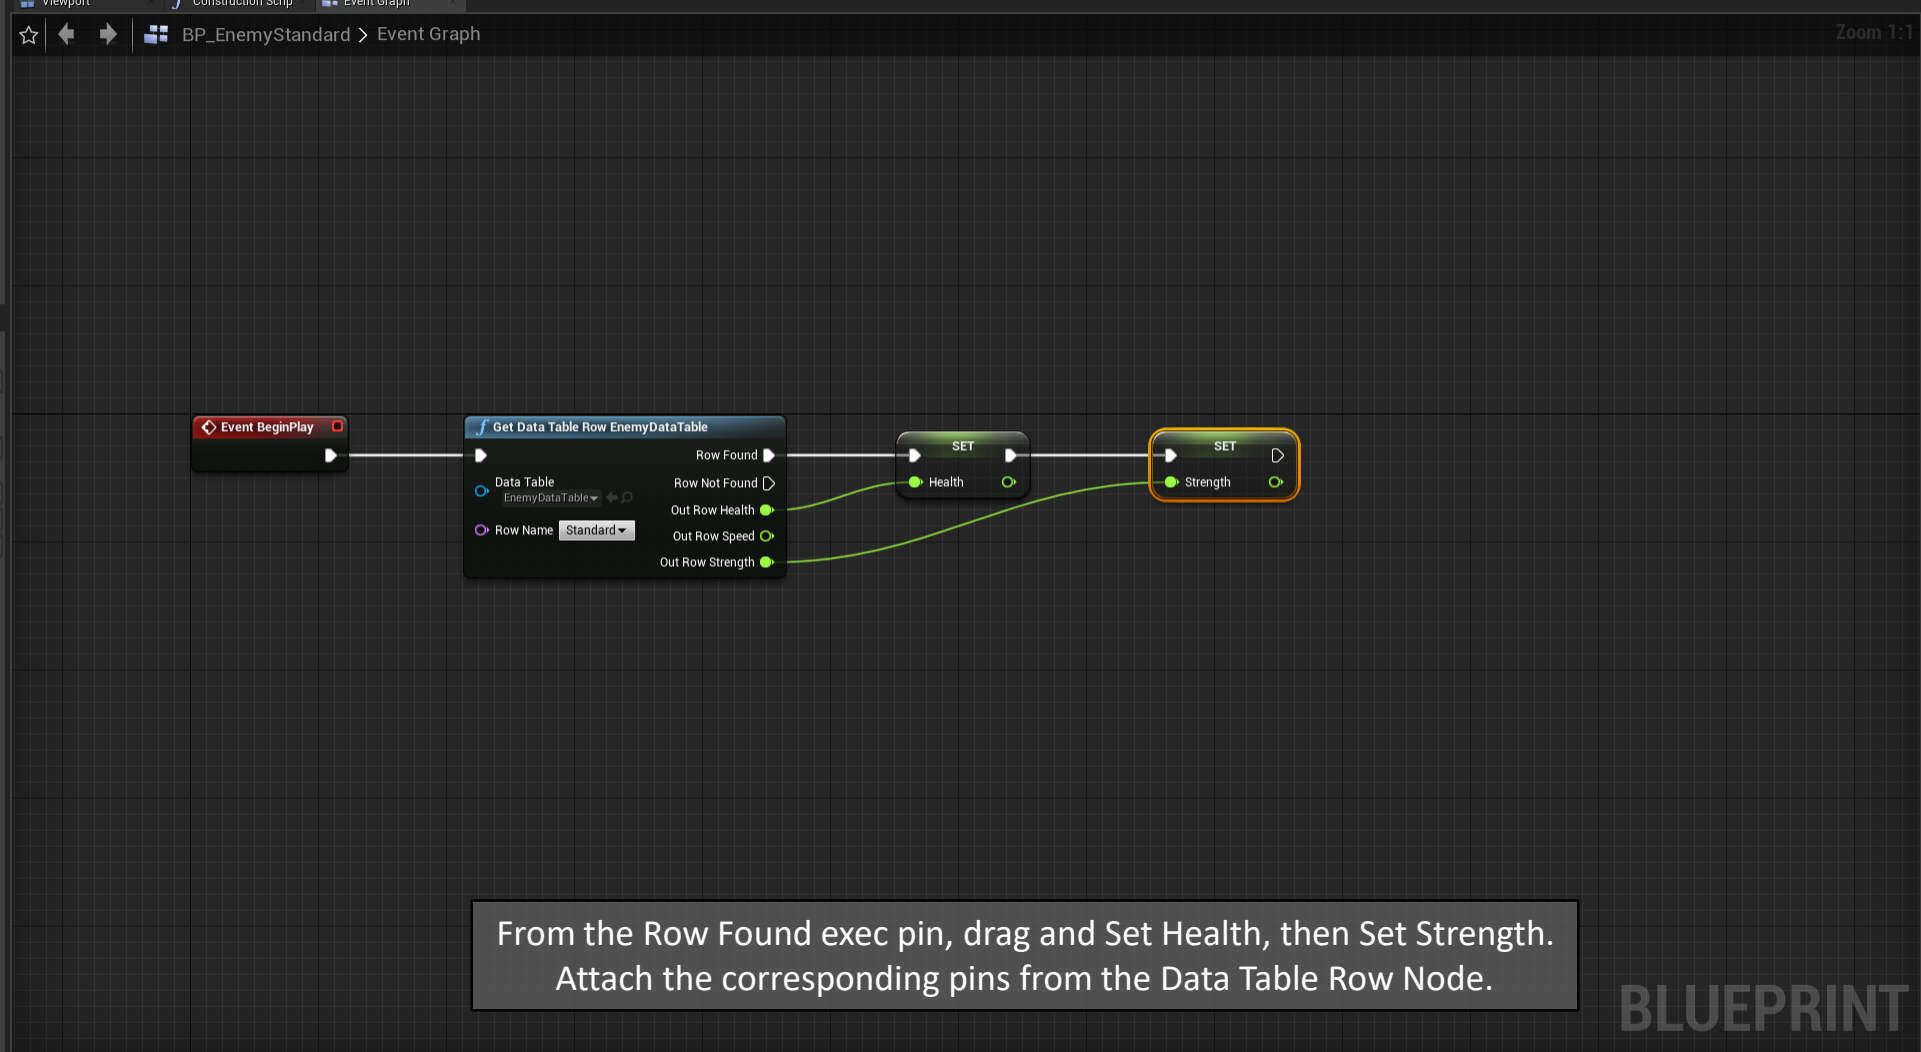 Viewport
Construction Scrip
Event Graph
BP_EnemyStandard > Event Graph
Zoom 1:1
Event BeginPlay
f Get Data Table Row EnemyDataTable
Row Found
Data Table
EnemyDataTable
Row Not Found
Out Row Health
Row Name Standard
Out Row Speed
Out Row Strength
SET
Health
SET
Strength
From the Row Found exec pin, drag and Set Health, then Set Strength.
Attach the corresponding pins from the Data Table Row Node.
BLUEPRINT